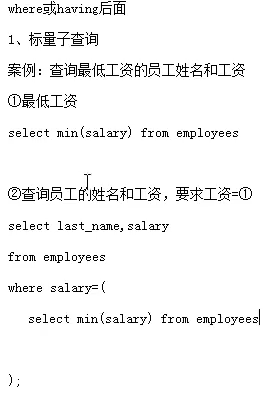 where或having后面
1、标量子查询
案例：查询最低工资的员工姓名和工资
①最低工资
select min(salary) from employees
②查询员工的姓名和工资，要求工资=①
select last_name,salary
from employees
where salary=(
select min(salary) from employees
);